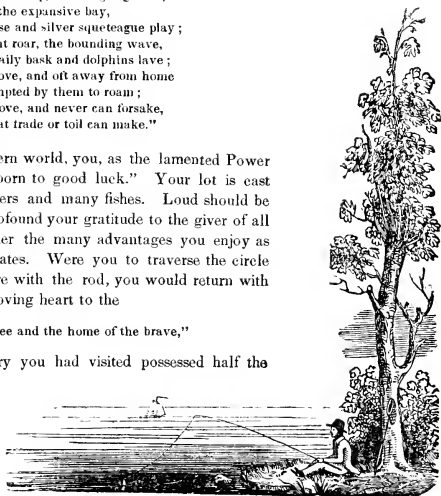 the expansive bay,
se and silver squeteague play;
nt roar, the bounding wave,
aily bask and dolphins lave;
ove, and oft away from home
mpted by them to roam;
ove, and never can forsake,
at trade or toil can make."
ern world, you, as the lamented Power
born to good luck." Your lot is cast
ers and many fishes. Loud should be
ofound your gratitude to the giver of all
er the many advantages you enjoy as
ates. Were you to traverse the circle
re with the rod, you would return with
oving heart to the
ee and the home of the brave,"
ry you had visited possessed half the